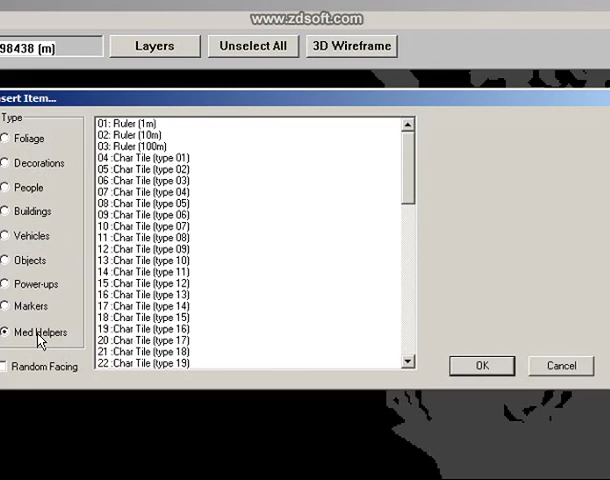 www.zdsoft.com
98438 (m)
Layers
Unselect All
3D Wireframe
nsert Item...
Type
Foliage
Decorations
People
Buildings
Vehicles
Objects
Power-ups
Markers
Med Helpers
Random Facing
01: Ruler (1m)
02: Ruler (10m)
03: Ruler (100m)
04 :Char Tile (type 01)
05 :Char Tile (type 02)
06 :Char Tile (type 03)
07 :Char Tile (type 04)
08 :Char Tile (type 05)
09 :Char Tile (type 06)
10 :Char Tile (type 07)
11 :Char Tile (type 08)
12 :Char Tile (type 09)
13 :Char Tile (type 10)
14 :Char Tile (type 11)
15 :Char Tile (type 12)
16 :Char Tile (type 13)
17 :Char Tile (type 14)
18 :Char Tile (type 15)
19 :Char Tile (type 16)
20 :Char Tile (type 17)
21 :Char Tile (type 18)
22 :Char Tile (type 19)
OK
Cancel